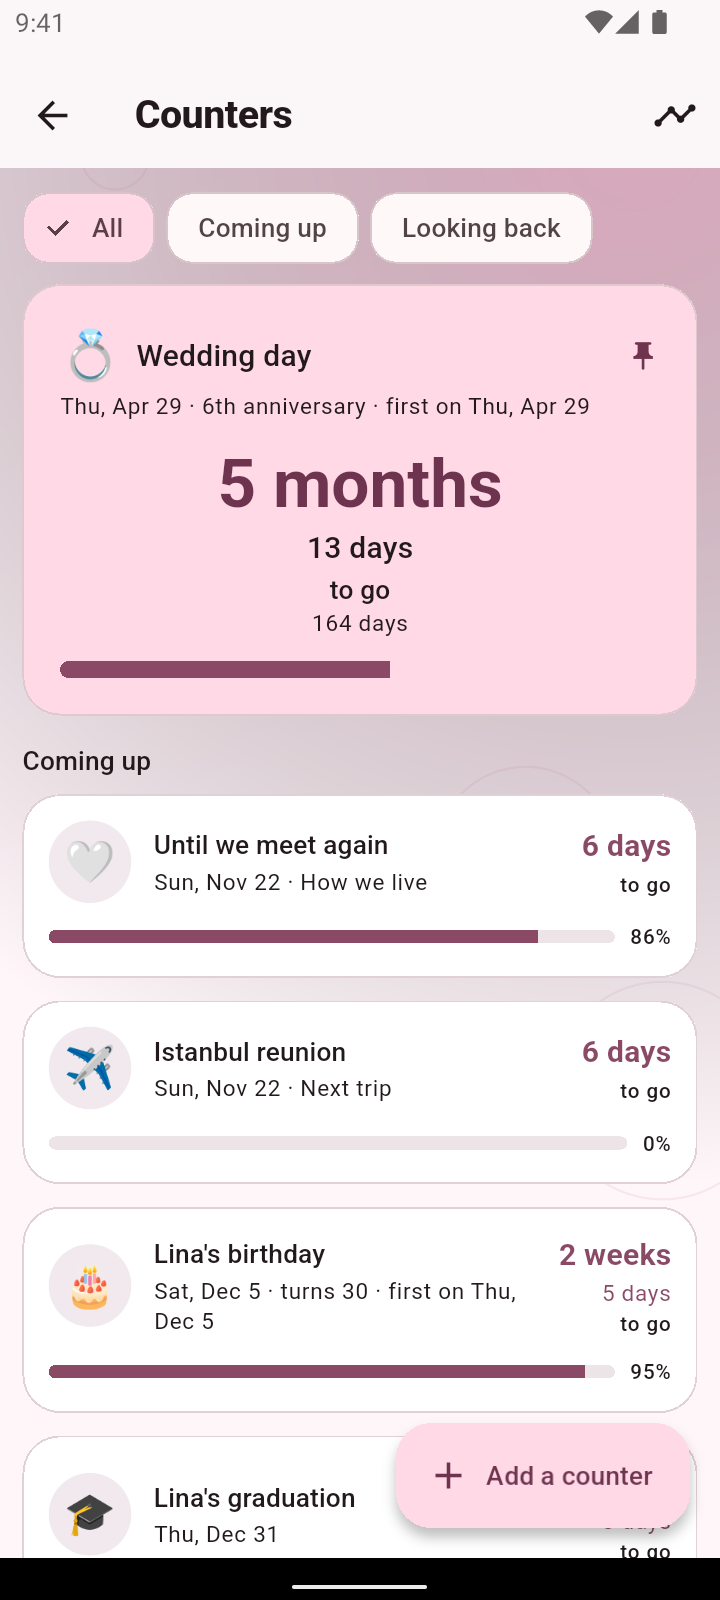 9:41
Counters
All
Coming up
Looking back
Wedding day
Thu, Apr 29 · 6th anniversary · first on Thu, Apr 29
5 months
13 days
to go
164 days
Coming up
Until we meet again
6 days
Sun, Nov 22 · How we live
to go
86%
Istanbul reunion
6 days
Sun, Nov 22 · Next trip
to go
0%
Lina's birthday
2 weeks
Sat, Dec 5 · turns 30 · first on Thu,
Dec 5
5 days
to go
95%
Lina's graduation
Thu, Dec 31
Add a counter
days
to go